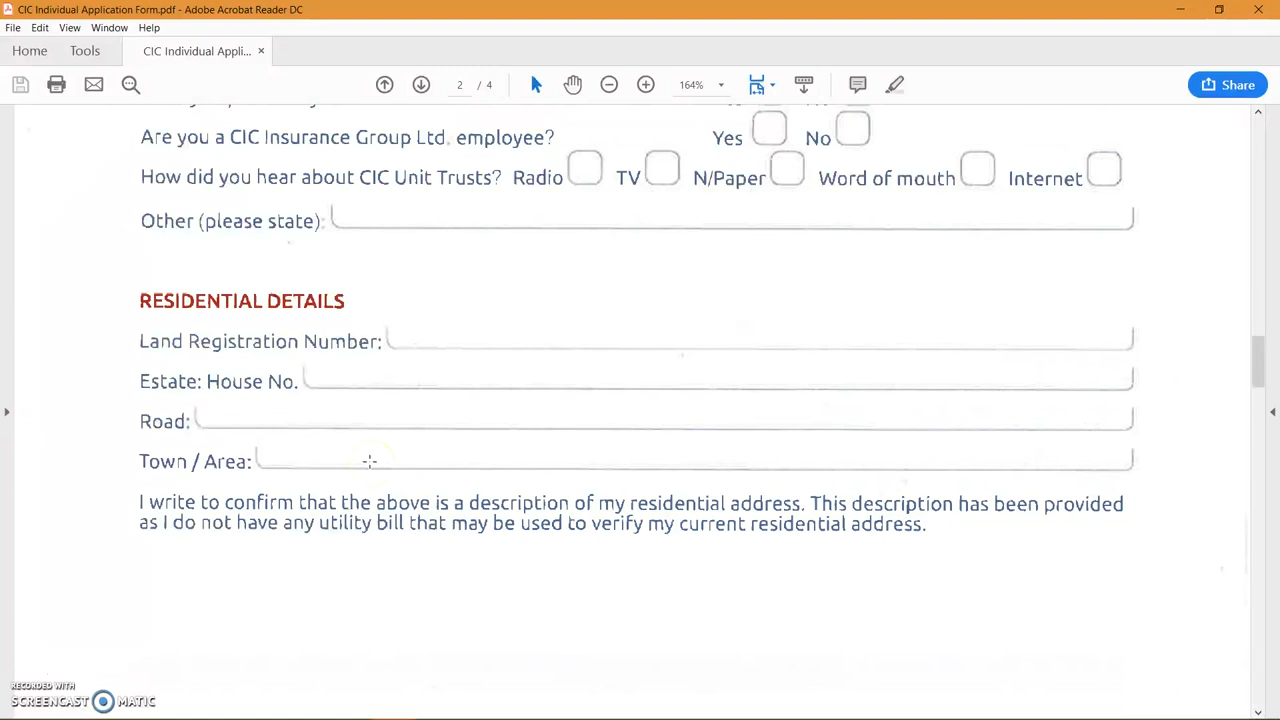 CIC Individual Application Form.pdf - Adobe Acrobat Reader DC
File Edit View Window Help
Home Tools CIC Individual Appli... ×
2 / 4 164% Share
Are you a CIC Insurance Group Ltd. employee? Yes No
How did you hear about CIC Unit Trusts? Radio TV N/Paper Word of mouth Internet
Other (please state):
RESIDENTIAL DETAILS
Land Registration Number:
Estate: House No.
Road:
Town / Area:
I write to confirm that the above is a description of my residential address. This description has been provided
as I do not have any utility bill that may be used to verify my current residential address.
RECORDED WITH
SCREENCAST MATIC